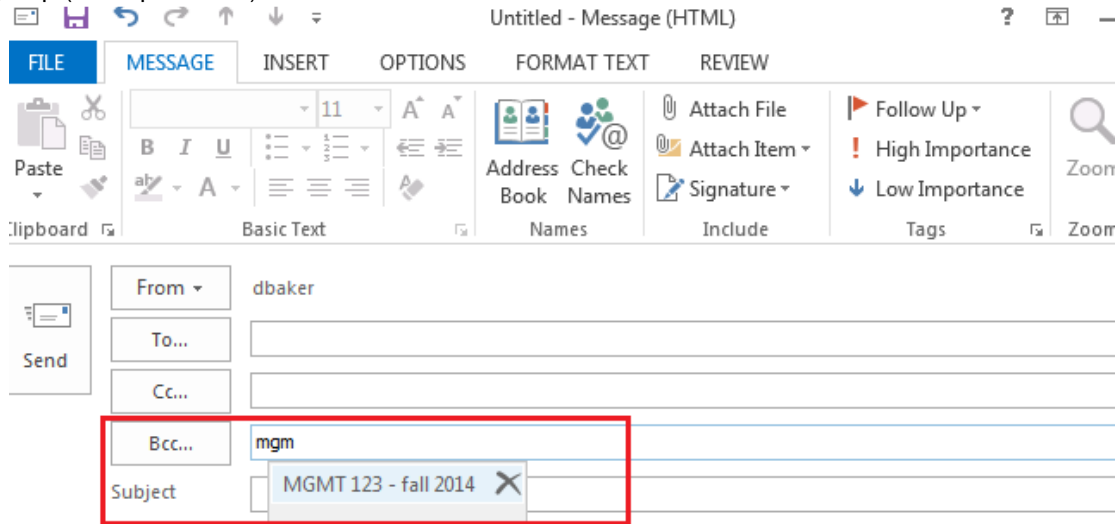 Untitled - Message (HTML) ?
FILE MESSAGE INSERT OPTIONS FORMAT TEXT REVIEW
11 A A Attach File Follow Up
B I U Attach Item High Importance
Paste Address Check Zoom
aby A Book Names Signature Low Importance
Clipboard Basic Text Names Include Tags Zoom
From dbaker
To...
Send
Cc...
Bcc... mgm
MGMT 123 - fall 2014
Subject